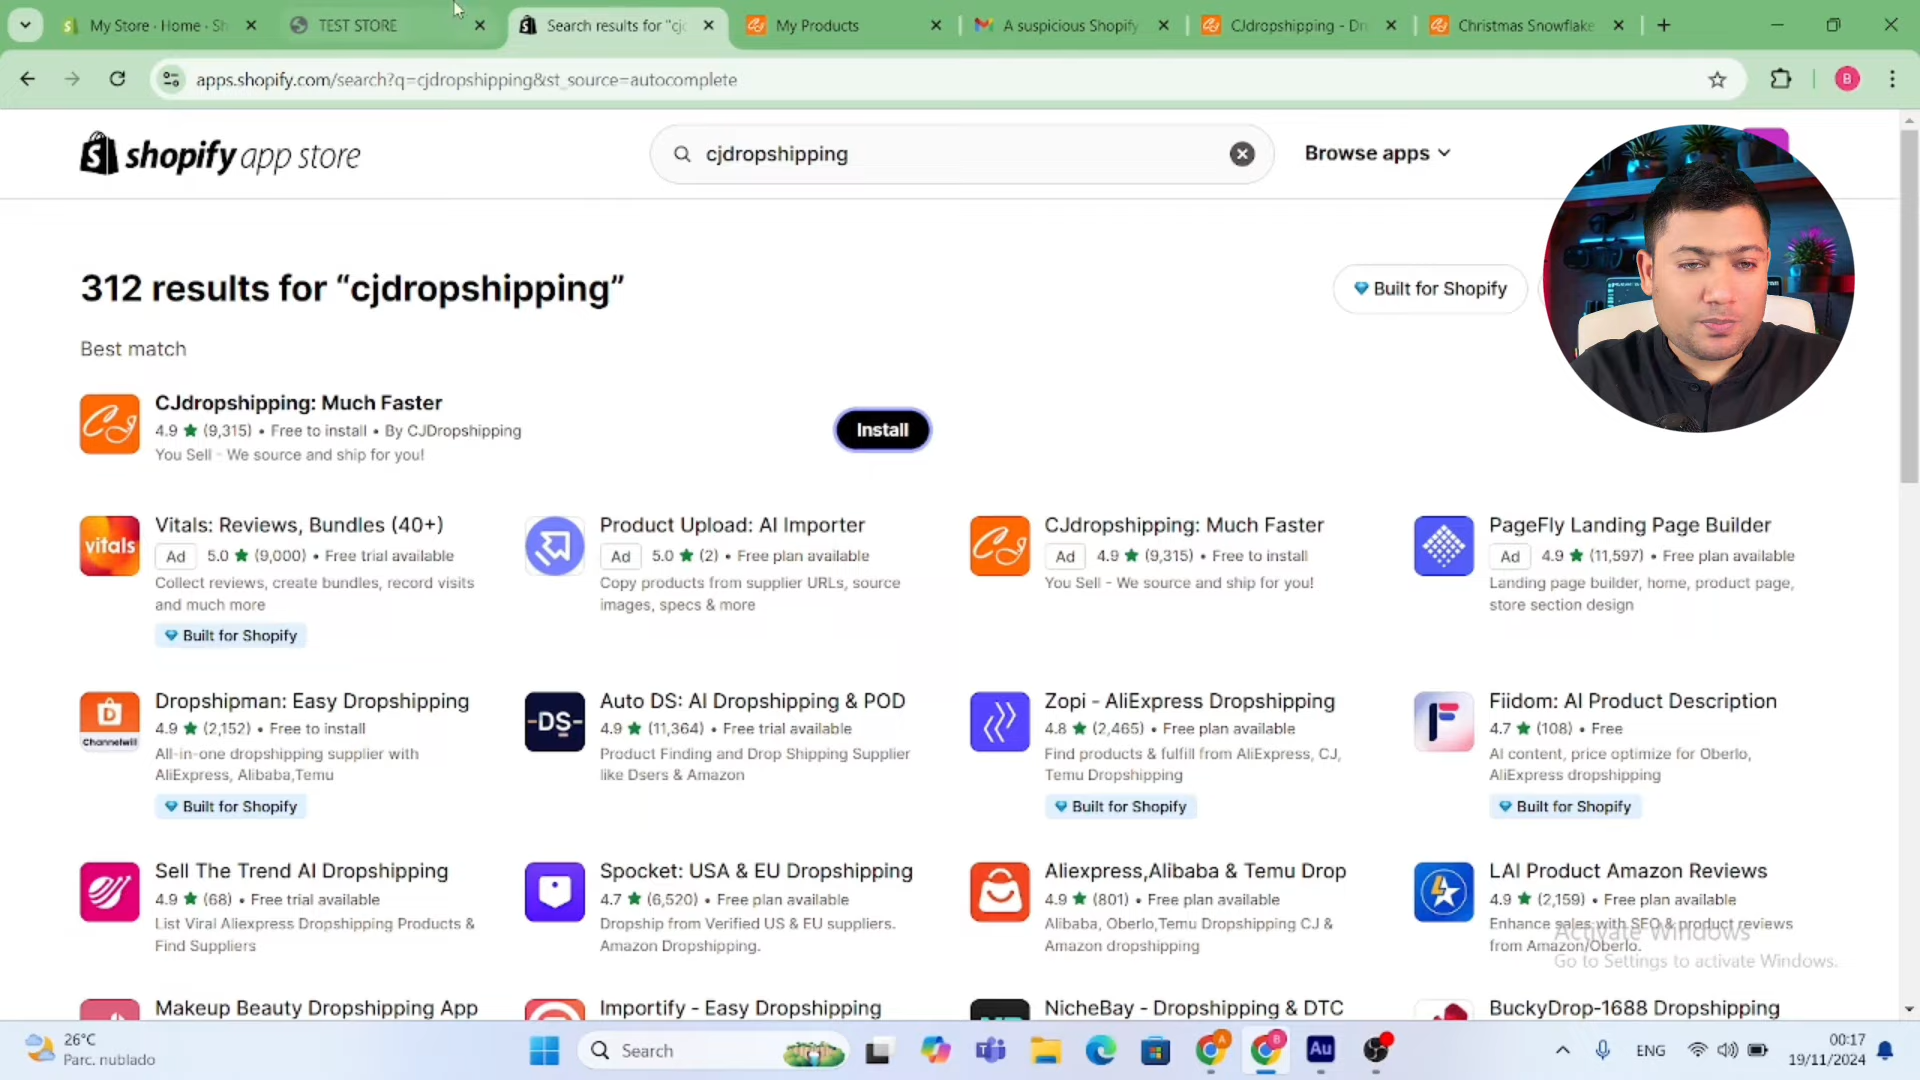 My Store · Home · Sh
TEST STORE
Search results for "cjc
My Products
A suspicious Shopify
CJdropshipping - Dr
Christmas Snowflake
apps.shopify.com/search?q=cjdropshipping&st_source=autocomplete
B
shopify app store
cjdropshipping
Browse apps
312 results for “cjdropshipping”
Built for Shopify
Best match
CJdropshipping: Much Faster
4.9 ★ (9,315) • Free to install • By CJDropshipping
You Sell - We source and ship for you!
Install
vitals
Vitals: Reviews, Bundles (40+)
Ad 5.0 ★ (9,000) • Free trial available
Collect reviews, create bundles, record visits
and much more
Built for Shopify
Product Upload: AI Importer
Ad 5.0 ★ (2) • Free plan available
Copy products from supplier URLs, source
images, specs & more
CJdropshipping: Much Faster
Ad 4.9 ★ (9,315) • Free to install
You Sell - We source and ship for you!
PageFly Landing Page Builder
Ad 4.9 ★ (11,597) • Free plan available
Landing page builder, home, product page,
store section design
Channelwill
Dropshipman: Easy Dropshipping
4.9 ★ (2,152) • Free to install
All-in-one dropshipping supplier with
AliExpress, Alibaba,Temu
Built for Shopify
-DS-
Auto DS: AI Dropshipping & POD
4.9 ★ (11,364) • Free trial available
Product Finding and Drop Shipping Supplier
like Dsers & Amazon
Zopi - AliExpress Dropshipping
4.8 ★ (2,465) • Free plan available
Find products & fulfill from AliExpress, CJ,
Temu Dropshipping
Built for Shopify
Fiidom: AI Product Description
4.7 ★ (108) • Free
AI content, price optimize for Oberlo,
AliExpress dropshipping
Built for Shopify
Sell The Trend AI Dropshipping
4.9 ★ (68) • Free trial available
List Viral Aliexpress Dropshipping Products &
Find Suppliers
Spocket: USA & EU Dropshipping
4.7 ★ (6,520) • Free plan available
Dropship from Verified US & EU suppliers.
Amazon Dropshipping.
Aliexpress,Alibaba & Temu Drop
4.9 ★ (801) • Free plan available
Alibaba, Oberlo,Temu Dropshipping CJ &
Amazon dropshipping
LAI Product Amazon Reviews
4.9 ★ (2,159) • Free plan available
Enhance sales with SEO & product reviews
from Amazon/Oberlo.
Activate Windows
Go to Settings to activate Windows.
Makeup Beauty Dropshipping App
Importify - Easy Dropshipping
NicheBay - Dropshipping & DTC
BuckyDrop-1688 Dropshipping
26°C
Parc. nublado
Search
Au
ENG
00:17
19/11/2024